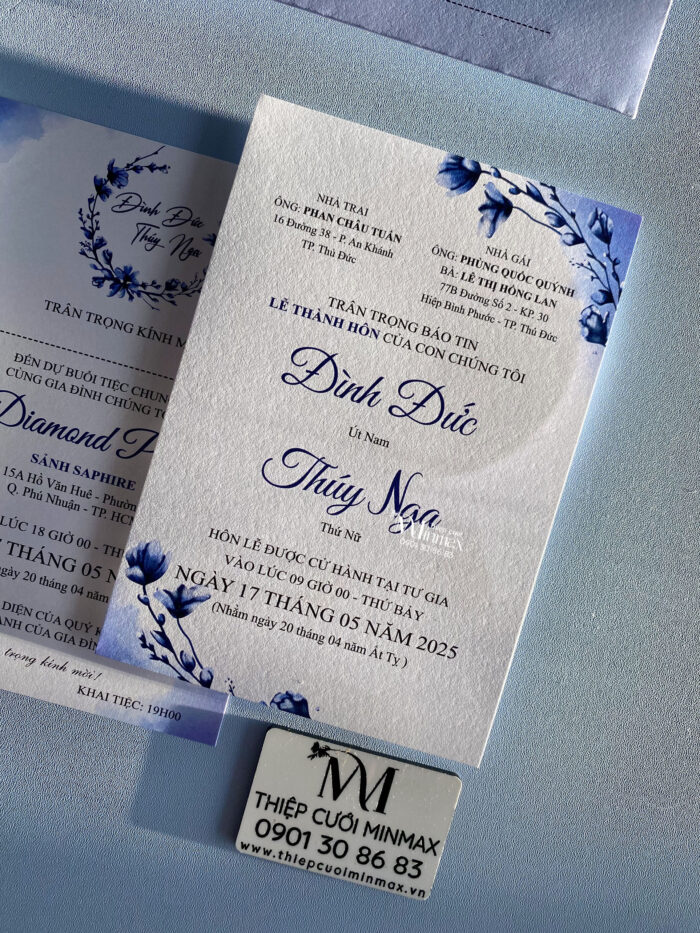 Đình Đức
Thúy Nga
TRÂN TRỌNG KÍNH
ĐẾN DỰ BUỔI TIỆC CHUNG
CÙNG GIA ĐÌNH CHÚNG TÔI
Diamond
SẢNH SAPHIRE
15A Hồ Văn Huê - Phường
Q. Phú Nhuận - TP. HCM
LÚC 18 GIỜ 00 -
17 THÁNG 05
ngày 20 tháng 04 năm
DIỆN CỦA QUÝ
CỦA GIA ĐÌNH
trọng kính mời!
KHAI TIỆC: 19H00
NHÀ TRAI
ÔNG: PHAN CHÂU TUẤN
16 Đường 38 - P. An Khánh
TP. Thủ Đức
NHÀ GÁI
ÔNG: PHÙNG QUỐC QUỲNH
BÀ: LÊ THỊ HỒNG LAN
77B Đường Số 2 - KP. 30
Hiệp Bình Phước - TP. Thủ Đức
TRÂN TRỌNG BÁO TIN
LỄ THÀNH HÔN CỦA CON CHÚNG TÔI
Đình Đức
Út Nam
Thúy Nga
Thứ Nữ
HÔN LỄ ĐƯỢC CỬ HÀNH TẠI TƯ GIA
VÀO LÚC 09 GIỜ 00 - THỨ BẢY
NGÀY 17 THÁNG 05 NĂM 2025
(Nhằm ngày 20 tháng 04 năm Ất Tỵ )
THIỆP CƯỚI MINMAX
0901 30 86 83
www.thiepcuoiminmax.vn